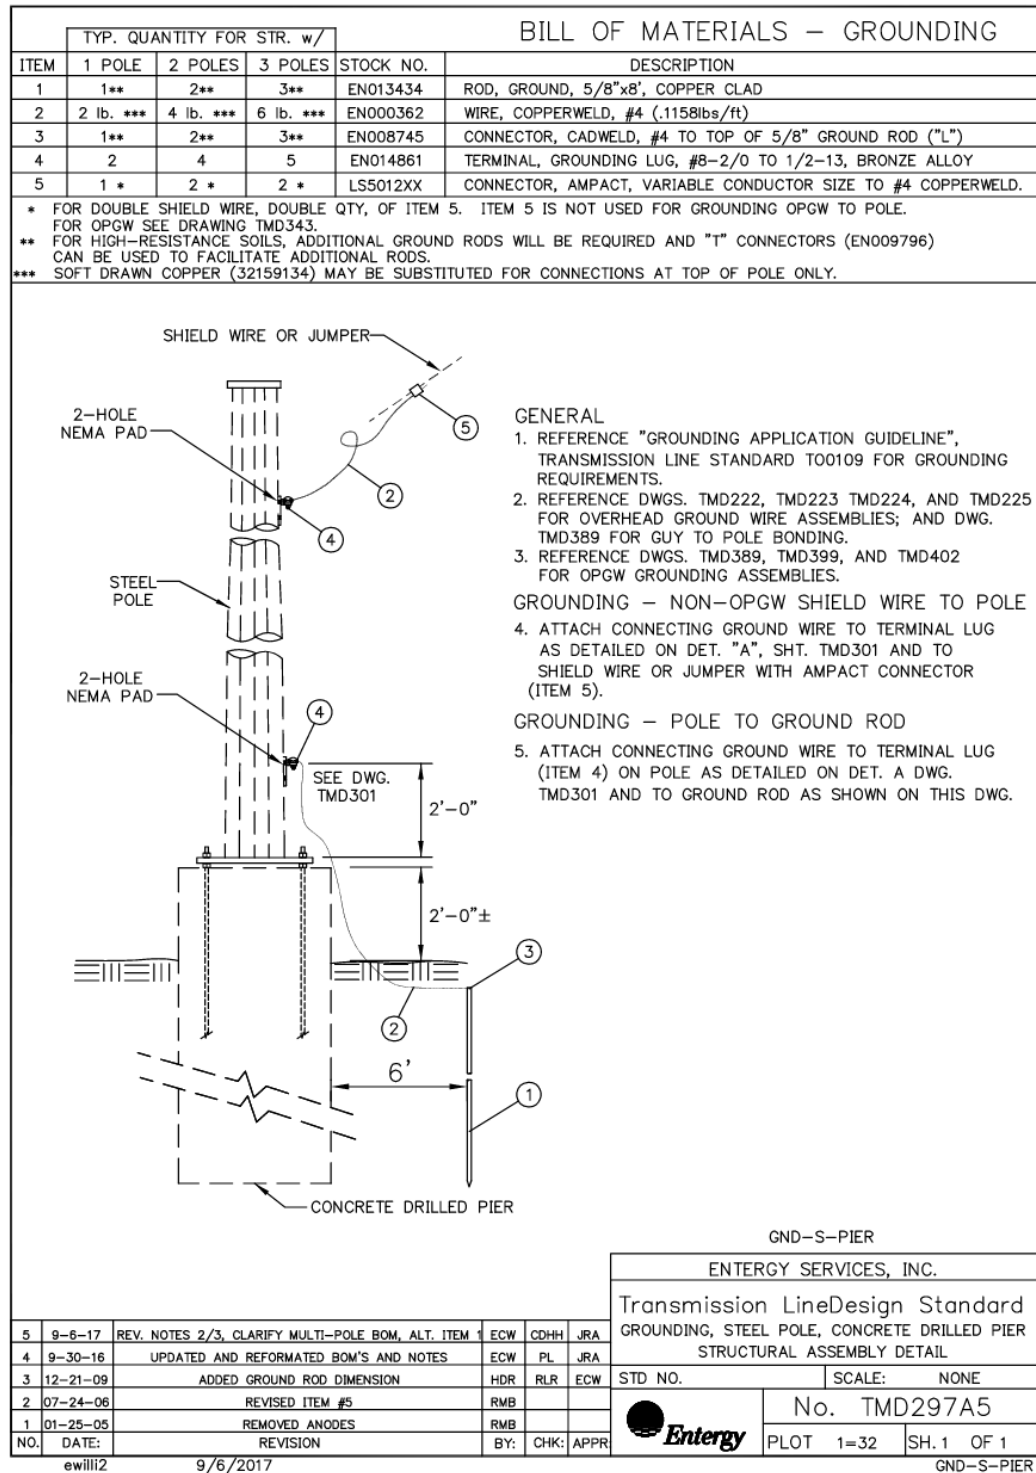 BILL OF MATERIALS – GROUNDING
TYP. QUANTITY FOR STR. w/
ITEM 1 POLE 2 POLES 3 POLES STOCK NO. DESCRIPTION
1 1** 2** 3** EN013434 ROD, GROUND, 5/8"x8', COPPER CLAD
2 2 lb. *** 4 lb. *** 6 lb. *** EN000362 WIRE, COPPERWELD, #4 (.1158lbs/ft)
3 1** 2** 3** EN008745 CONNECTOR, CADWELD, #4 TO TOP OF 5/8" GROUND ROD ("L")
4 2 4 5 EN014861 TERMINAL, GROUNDING LUG, #8-2/0 TO 1/2-13, BRONZE ALLOY
5 1 * 2 * 2 * LS5012XX CONNECTOR, AMPACT, VARIABLE CONDUCTOR SIZE TO #4 COPPERWELD.
* FOR DOUBLE SHIELD WIRE, DOUBLE QTY, OF ITEM 5. ITEM 5 IS NOT USED FOR GROUNDING OPGW TO POLE.
FOR OPGW SEE DRAWING TMD343.
** FOR HIGH-RESISTANCE SOILS, ADDITIONAL GROUND RODS WILL BE REQUIRED AND "T" CONNECTORS (EN009796)
CAN BE USED TO FACILITATE ADDITIONAL RODS.
*** SOFT DRAWN COPPER (32159134) MAY BE SUBSTITUTED FOR CONNECTIONS AT TOP OF POLE ONLY.
SHIELD WIRE OR JUMPER
2-HOLE
NEMA PAD
5
2
4
STEEL
POLE
2-HOLE
NEMA PAD
4
SEE DWG.
TMD301
2'-0"
2'-0"±
3
2
6'
1
CONCRETE DRILLED PIER
GENERAL
1. REFERENCE "GROUNDING APPLICATION GUIDELINE",
TRANSMISSION LINE STANDARD TO0109 FOR GROUNDING
REQUIREMENTS.
2. REFERENCE DWGS. TMD222, TMD223 TMD224, AND TMD225
FOR OVERHEAD GROUND WIRE ASSEMBLIES; AND DWG.
TMD389 FOR GUY TO POLE BONDING.
3. REFERENCE DWGS. TMD389, TMD399, AND TMD402
FOR OPGW GROUNDING ASSEMBLIES.
GROUNDING – NON-OPGW SHIELD WIRE TO POLE
4. ATTACH CONNECTING GROUND WIRE TO TERMINAL LUG
AS DETAILED ON DET. "A", SHT. TMD301 AND TO
SHIELD WIRE OR JUMPER WITH AMPACT CONNECTOR
(ITEM 5).
GROUNDING – POLE TO GROUND ROD
5. ATTACH CONNECTING GROUND WIRE TO TERMINAL LUG
(ITEM 4) ON POLE AS DETAILED ON DET. A DWG.
TMD301 AND TO GROUND ROD AS SHOWN ON THIS DWG.
GND-S-PIER
ENTERGY SERVICES, INC.
Transmission LineDesign Standard
GROUNDING, STEEL POLE, CONCRETE DRILLED PIER
STRUCTURAL ASSEMBLY DETAIL
STD NO. SCALE: NONE
Entergy
No. TMD297A5
PLOT 1=32 SH. 1 OF 1
5 9-6-17 REV. NOTES 2/3, CLARIFY MULTI-POLE BOM, ALT. ITEM 1 ECW CDHH JRA
4 9-30-16 UPDATED AND REFORMATED BOM'S AND NOTES ECW PL JRA
3 12-21-09 ADDED GROUND ROD DIMENSION HDR RLR ECW
2 07-24-06 REVISED ITEM #5 RMB
1 01-25-05 REMOVED ANODES RMB
NO. DATE: REVISION BY: CHK: APPR
ewilli2 9/6/2017 GND-S-PIER